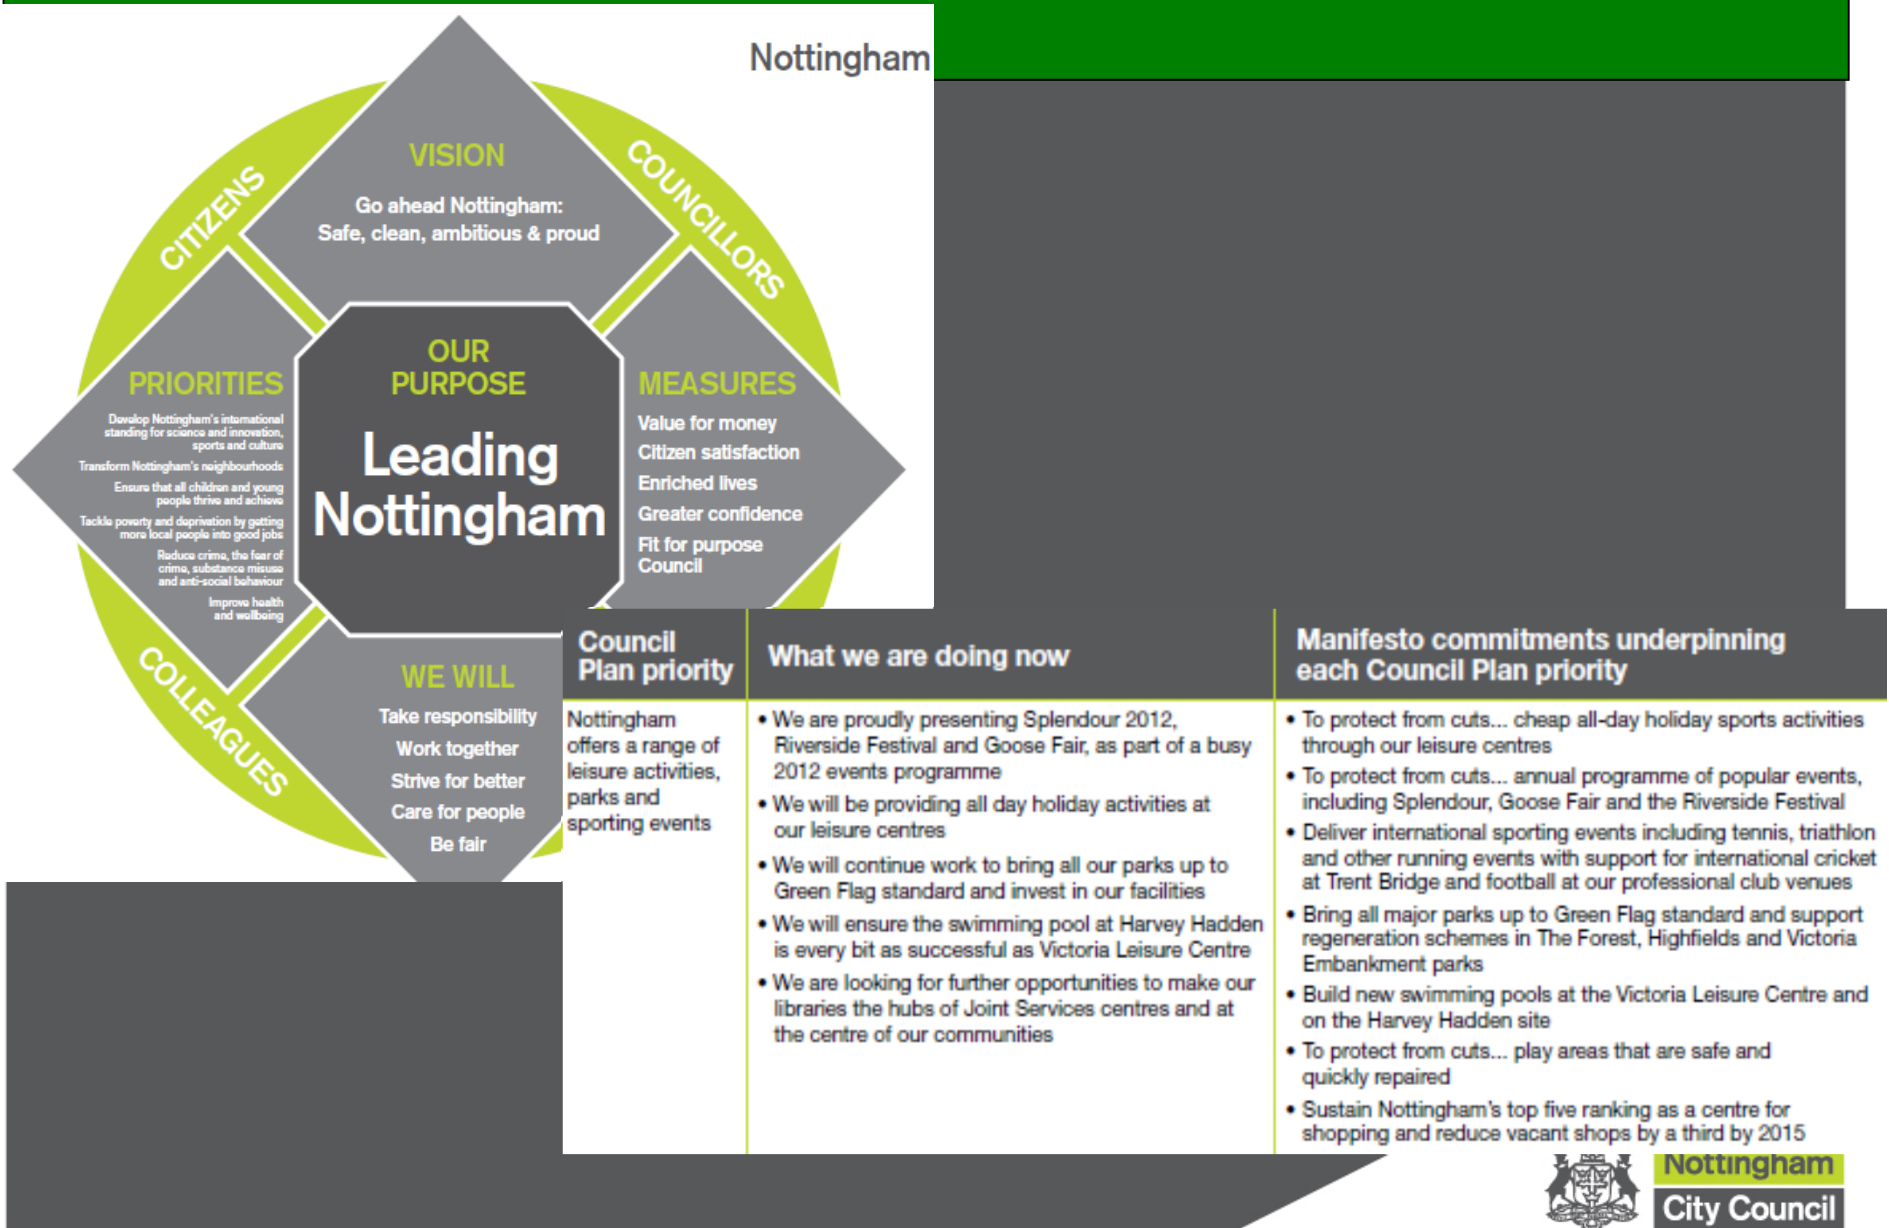 Nottingham
CITIZENS
COUNCILLORS
VISION
Go ahead Nottingham:
Safe, clean, ambitious & proud
PRIORITIES
Develop Nottingham's international
standing for science and innovation,
sports and culture
Transform Nottingham's neighbourhoods
Ensure that all children and young
people thrive and achieve
Tackle poverty and deprivation by getting
more local people into good jobs
Reduce crime, the fear of
crime, substance misuse
and anti-social behaviour
Improve health
and wellbeing
OUR
PURPOSE
Leading
Nottingham
MEASURES
Value for money
Citizen satisfaction
Enriched lives
Greater confidence
Fit for purpose
Council
COLLEAGUES
WE WILL
Take responsibility
Work together
Strive for better
Care for people
Be fair
Council
Plan priority
What we are doing now
Manifesto commitments underpinning
each Council Plan priority
Nottingham
offers a range of
leisure activities,
parks and
sporting events
• We are proudly presenting Splendour 2012,
Riverside Festival and Goose Fair, as part of a busy
2012 events programme
• We will be providing all day holiday activities at
our leisure centres
• We will continue work to bring all our parks up to
Green Flag standard and invest in our facilities
• We will ensure the swimming pool at Harvey Hadden
is every bit as successful as Victoria Leisure Centre
• We are looking for further opportunities to make our
libraries the hubs of Joint Services centres and at
the centre of our communities
• To protect from cuts... cheap all-day holiday sports activities
through our leisure centres
• To protect from cuts... annual programme of popular events,
including Splendour, Goose Fair and the Riverside Festival
• Deliver international sporting events including tennis, triathlon
and other running events with support for international cricket
at Trent Bridge and football at our professional club venues
• Bring all major parks up to Green Flag standard and support
regeneration schemes in The Forest, Highfields and Victoria
Embankment parks
• Build new swimming pools at the Victoria Leisure Centre and
on the Harvey Hadden site
• To protect from cuts... play areas that are safe and
quickly repaired
• Sustain Nottingham's top five ranking as a centre for
shopping and reduce vacant shops by a third by 2015
Nottingham
City Council